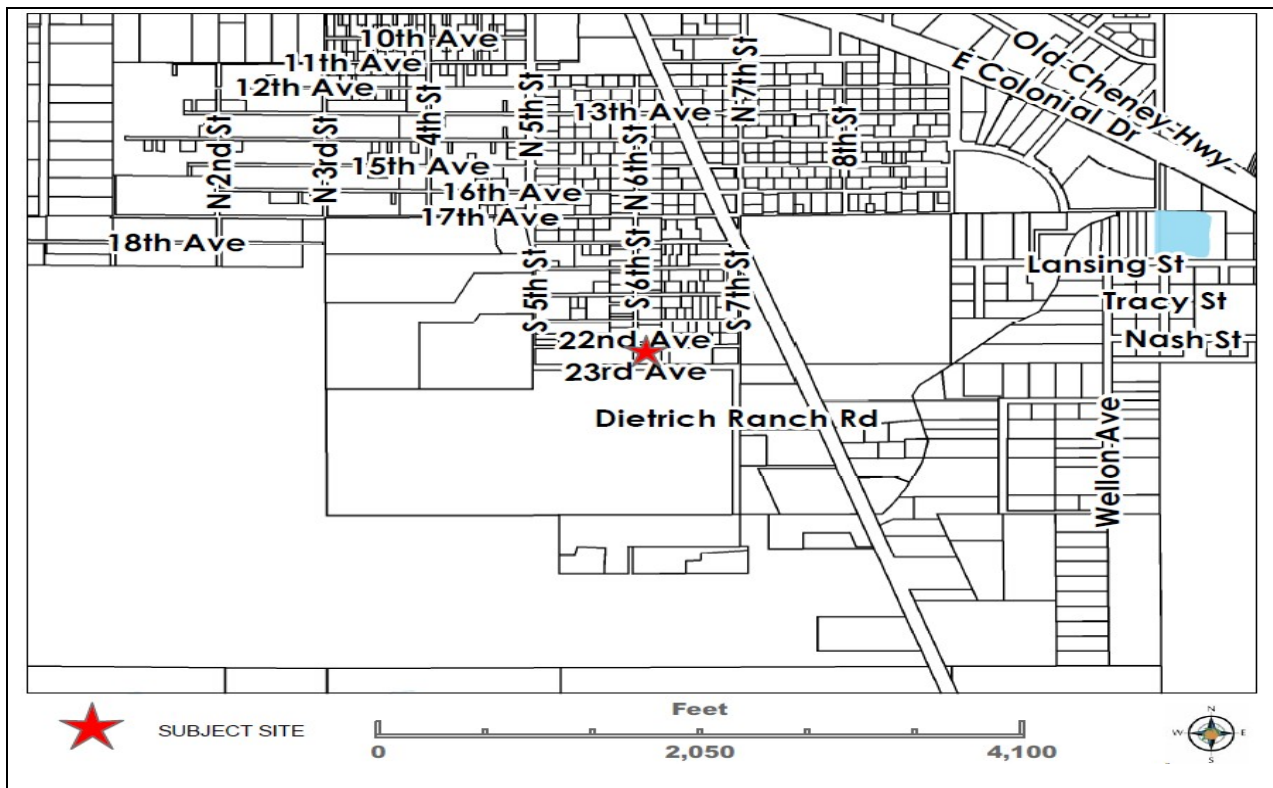 10th Ave
11th Ave
12th Ave
13th Ave
15th Ave
16th Ave
17th Ave
18th Ave
N 2nd St
N 3rd St
4th St
N 5th St
N 6th St
N 7th St
8th St
Old Cheney Hwy
E Colonial Dr
S 5th St
S 6th St
S 7th St
22nd Ave
23rd Ave
Dietrich Ranch Rd
Lansing St
Tracy St
Nash St
Wellon Ave
SUBJECT SITE
Feet
0
2,050
4,100
N
W
E
S